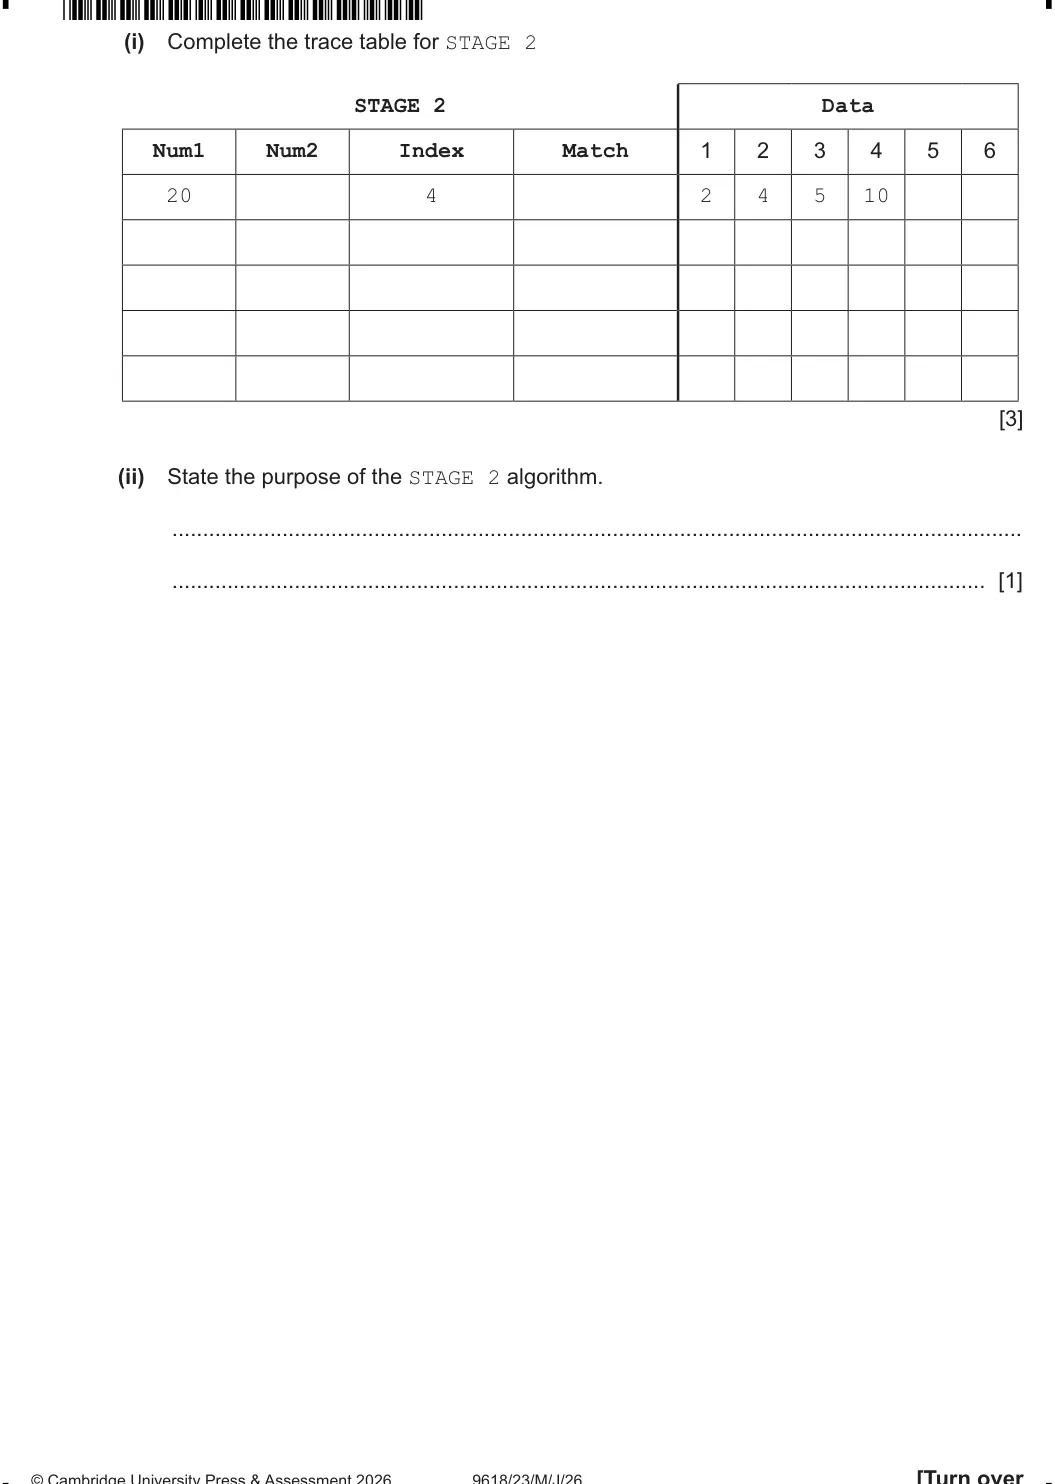 (i) Complete the trace table for STAGE 2
STAGE 2 Data
Num1 Num2 Index Match 1 2 3 4 5 6
20 4 2 4 5 10
[3]
(ii) State the purpose of the STAGE 2 algorithm.
..........................................................................................................................................
.................................................................................................................................... [1]
© Cambridge University Press & Assessment 2026 9618/23/M/J/26 [Turn over